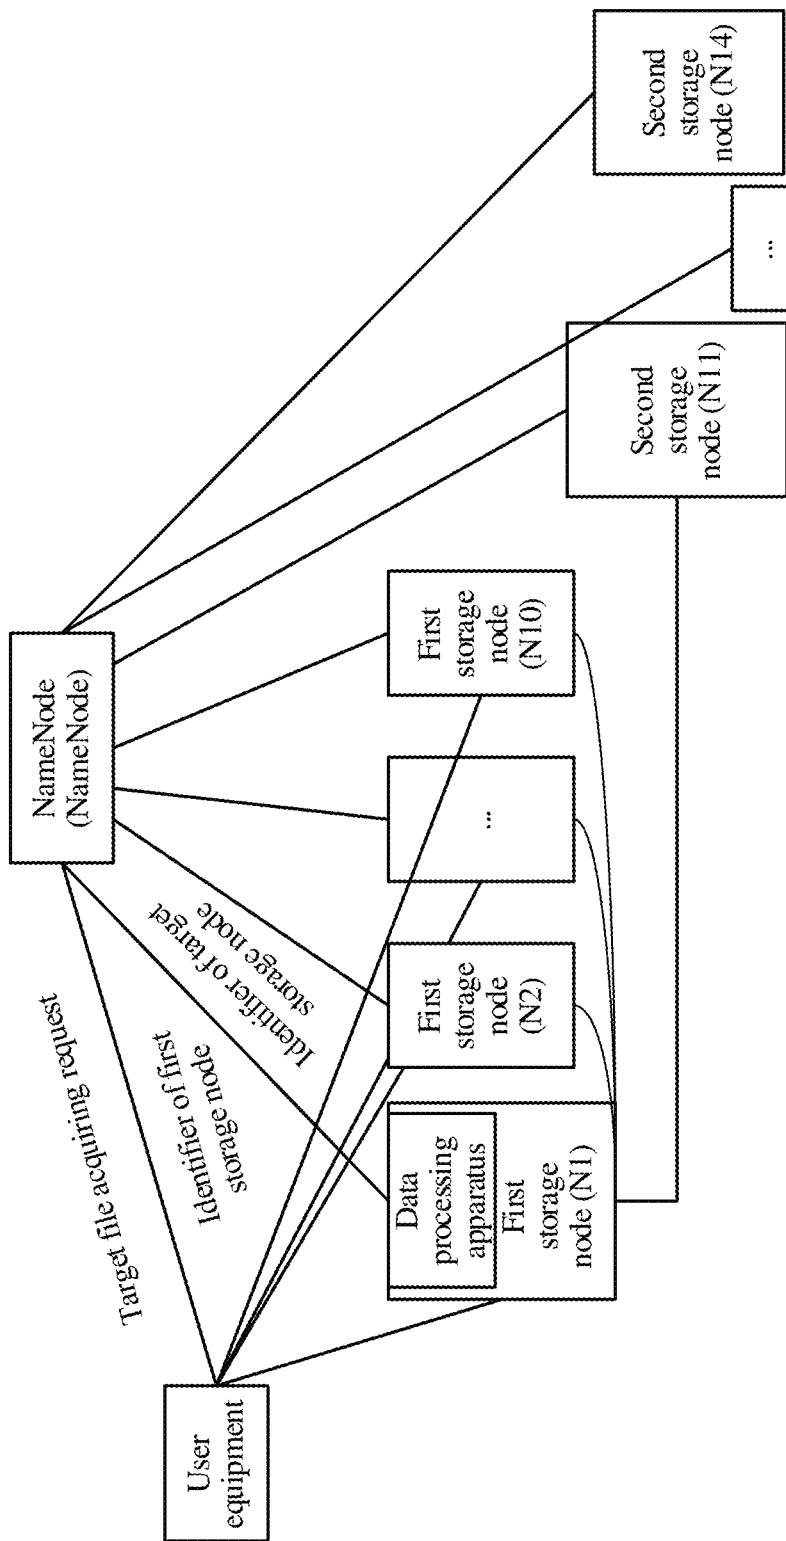 NameNode
(NameNode)
Target file acquiring request
Identifier of first
storage node
Identifier of target
storage node
User
equipment
Data
processing
apparatus
First
storage
node (N1)
First
storage
node
(N2)
...
First
storage
node
(N10)
Second
storage
node (N11)
...
Second
storage
node (N14)